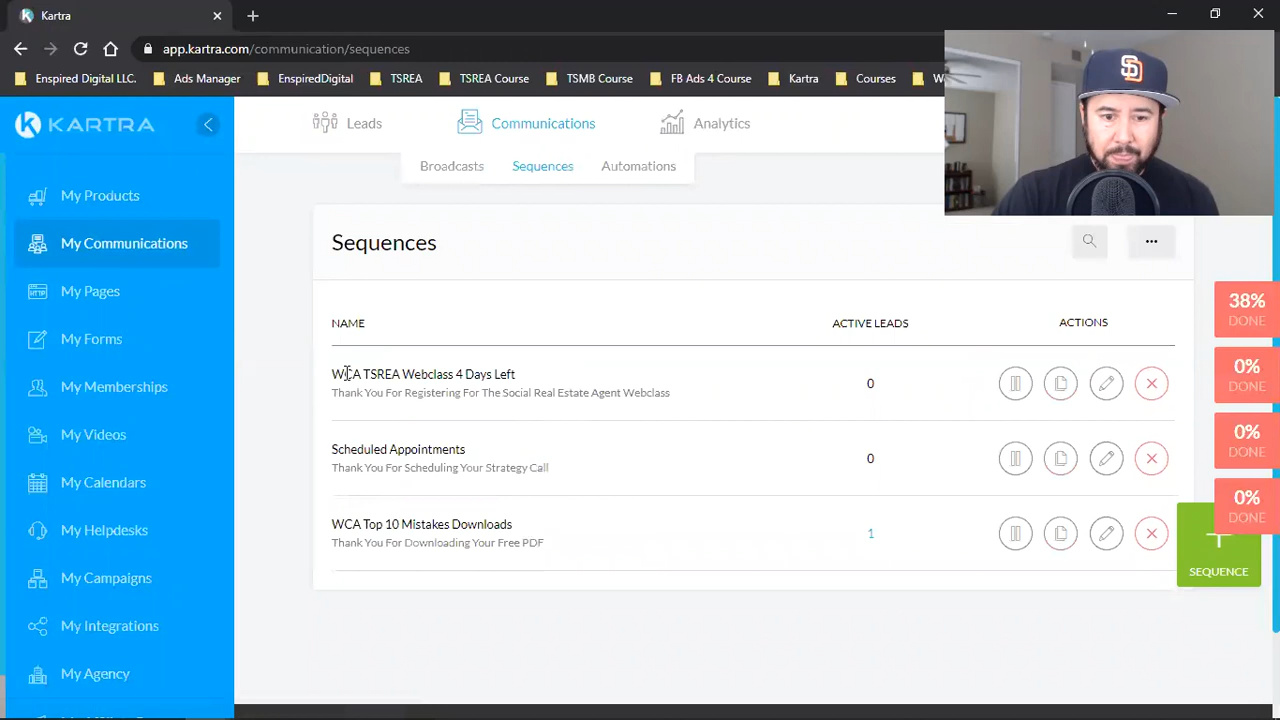 Kartra
app.kartra.com/communication/sequences
Enspired Digital LLC.
Ads Manager
EnspiredDigital
TSREA
TSREA Course
TSMB Course
FB Ads 4 Course
Kartra
Courses
KARTRA
Leads
Communications
Analytics
Broadcasts
Sequences
Automations
My Products
My Communications
My Pages
My Forms
My Memberships
My Videos
My Calendars
My Helpdesks
My Campaigns
My Integrations
My Agency
Sequences
NAME
ACTIVE LEADS
ACTIONS
WCA TSREA Webclass 4 Days Left
Thank You For Registering For The Social Real Estate Agent Webclass
0
Scheduled Appointments
Thank You For Scheduling Your Strategy Call
0
WCA Top 10 Mistakes Downloads
Thank You For Downloading Your Free PDF
1
38%
DONE
0%
DONE
0%
DONE
0%
DONE
SEQUENCE
SD